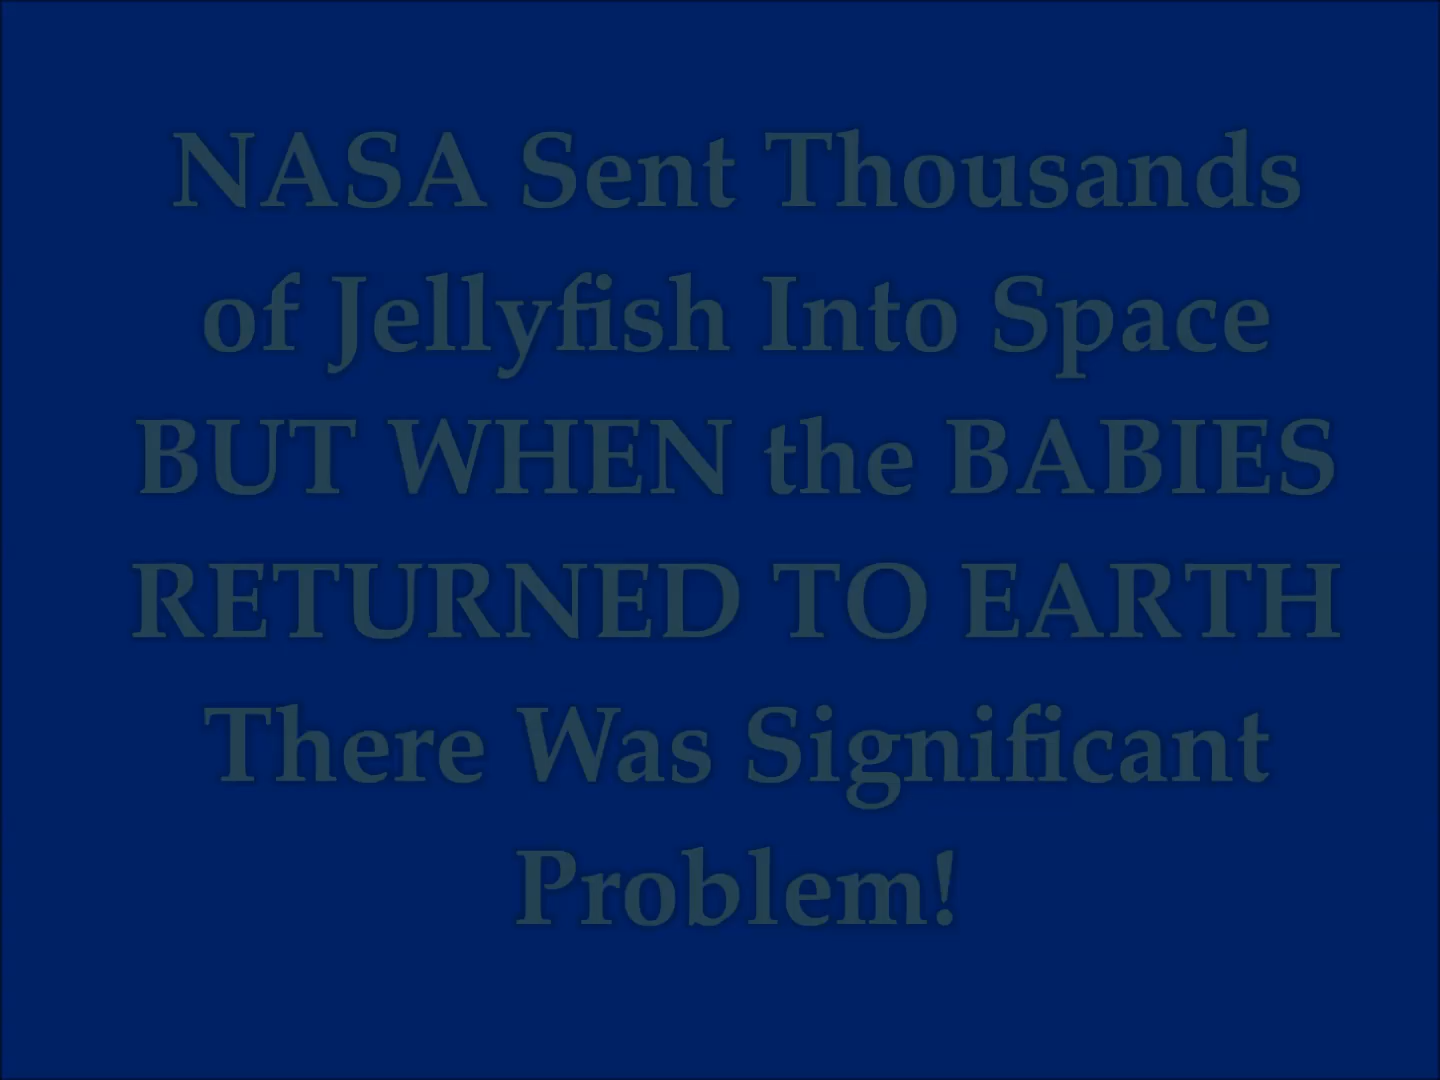 NASA Sent Thousands
of Jellyfish Into Space
BUT WHEN the BABIES
RETURNED TO EARTH
There Was Significant
Problem!